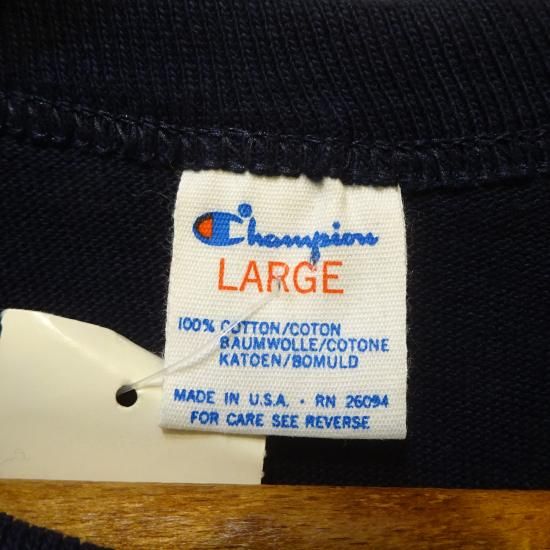 Champion
LARGE
100% COTTON/COTON
BAUMWOLLE/COTONE
KATOEN/BOMULD
MADE IN U.S.A. · RN 26094
FOR CARE SEE REVERSE